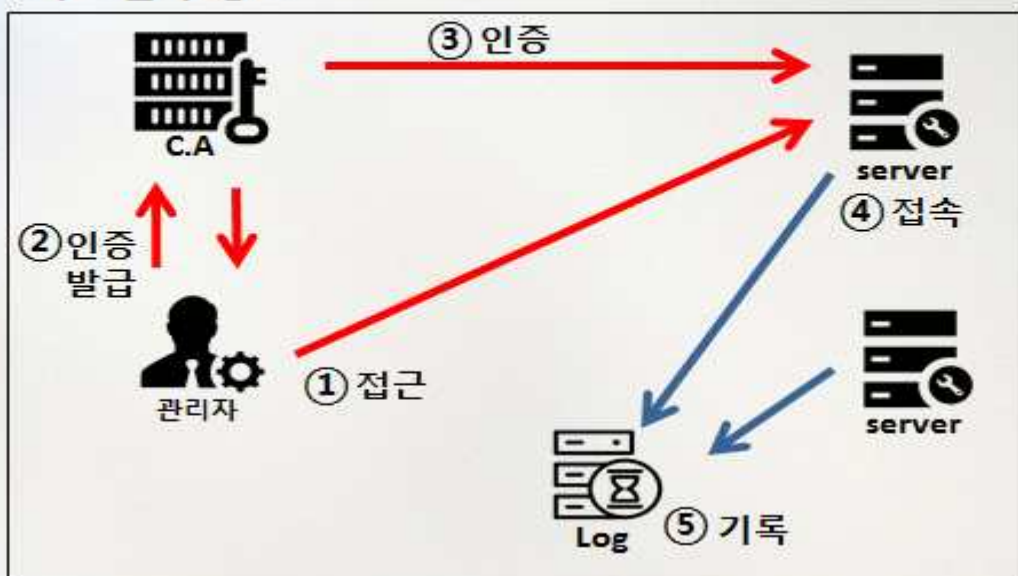 ③ 인증
C.A
server
④ 접속
② 인증
발급
관리자
① 접근
server
Log
⑤ 기록